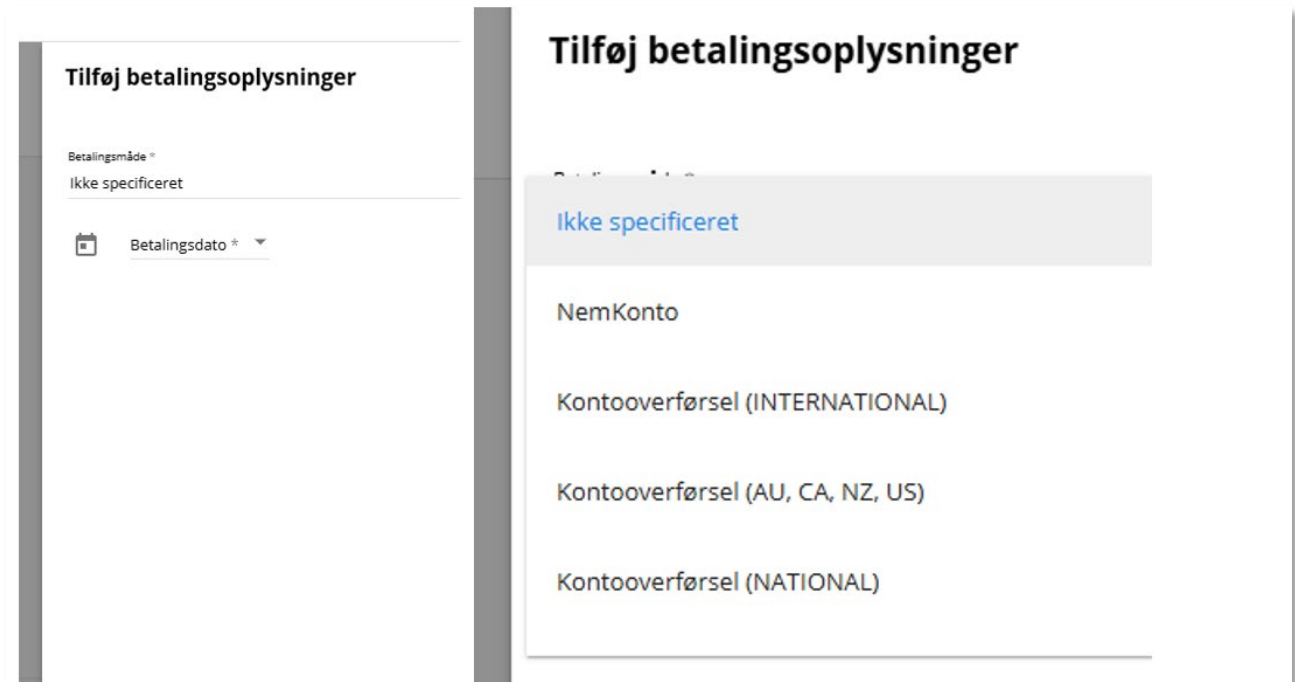 Tilføj betalingsoplysninger
Betalingsmåde *
Ikke specificeret
Betalingsdato *
Tilføj betalingsoplysninger
Ikke specificeret
NemKonto
Kontooverførsel (INTERNATIONAL)
Kontooverførsel (AU, CA, NZ, US)
Kontooverførsel (NATIONAL)